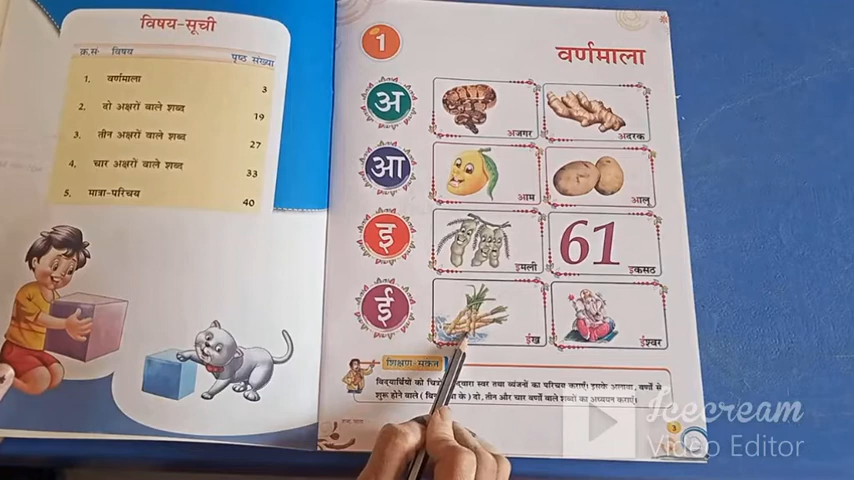 विषय-सूची
क्र.सं. विषय पृष्ठ संख्या
1. वर्णमाला 3
2. दो अक्षरों वाले शब्द 19
3. तीन अक्षरों वाले शब्द 27
4. चार अक्षरों वाले शब्द 33
5. मात्रा-परिचय 40
1
वर्णमाला
अ अजगर अदरक
आ आम आलू
इ इमली 61 इकसठ
ई ईख ईश्वर
शिक्षण-संकेत
विद्यार्थियों को चित्रों द्वारा स्वर तथा व्यंजनों का परिचय कराएँ। इसके अलावा, वर्णों से
शुरू होने वाले के ) दो, तीन और चार वर्णों वाले शब्दों का अभ्यास कराएँ।
3
Icecream
Video Editor